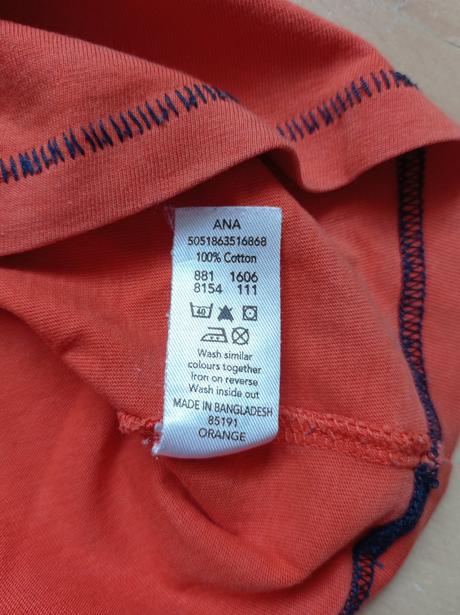 ANA
5051863516868
100% Cotton
881 1606
8154 111
40
Wash similar
colours together
Iron on reverse
Wash inside out
MADE IN BANGLADESH
85191
ORANGE